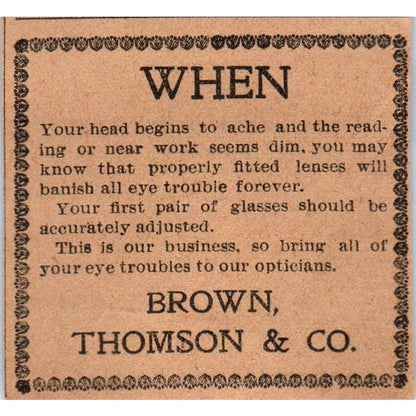 WHEN
Your head begins to ache and the read-
ing or near work seems dim, you may
know that properly fitted lenses will
banish all eye trouble forever.
Your first pair of glasses should be
accurately adjusted.
This is our business, so bring all of
your eye troubles to our opticians.
BROWN,
THOMSON & CO.